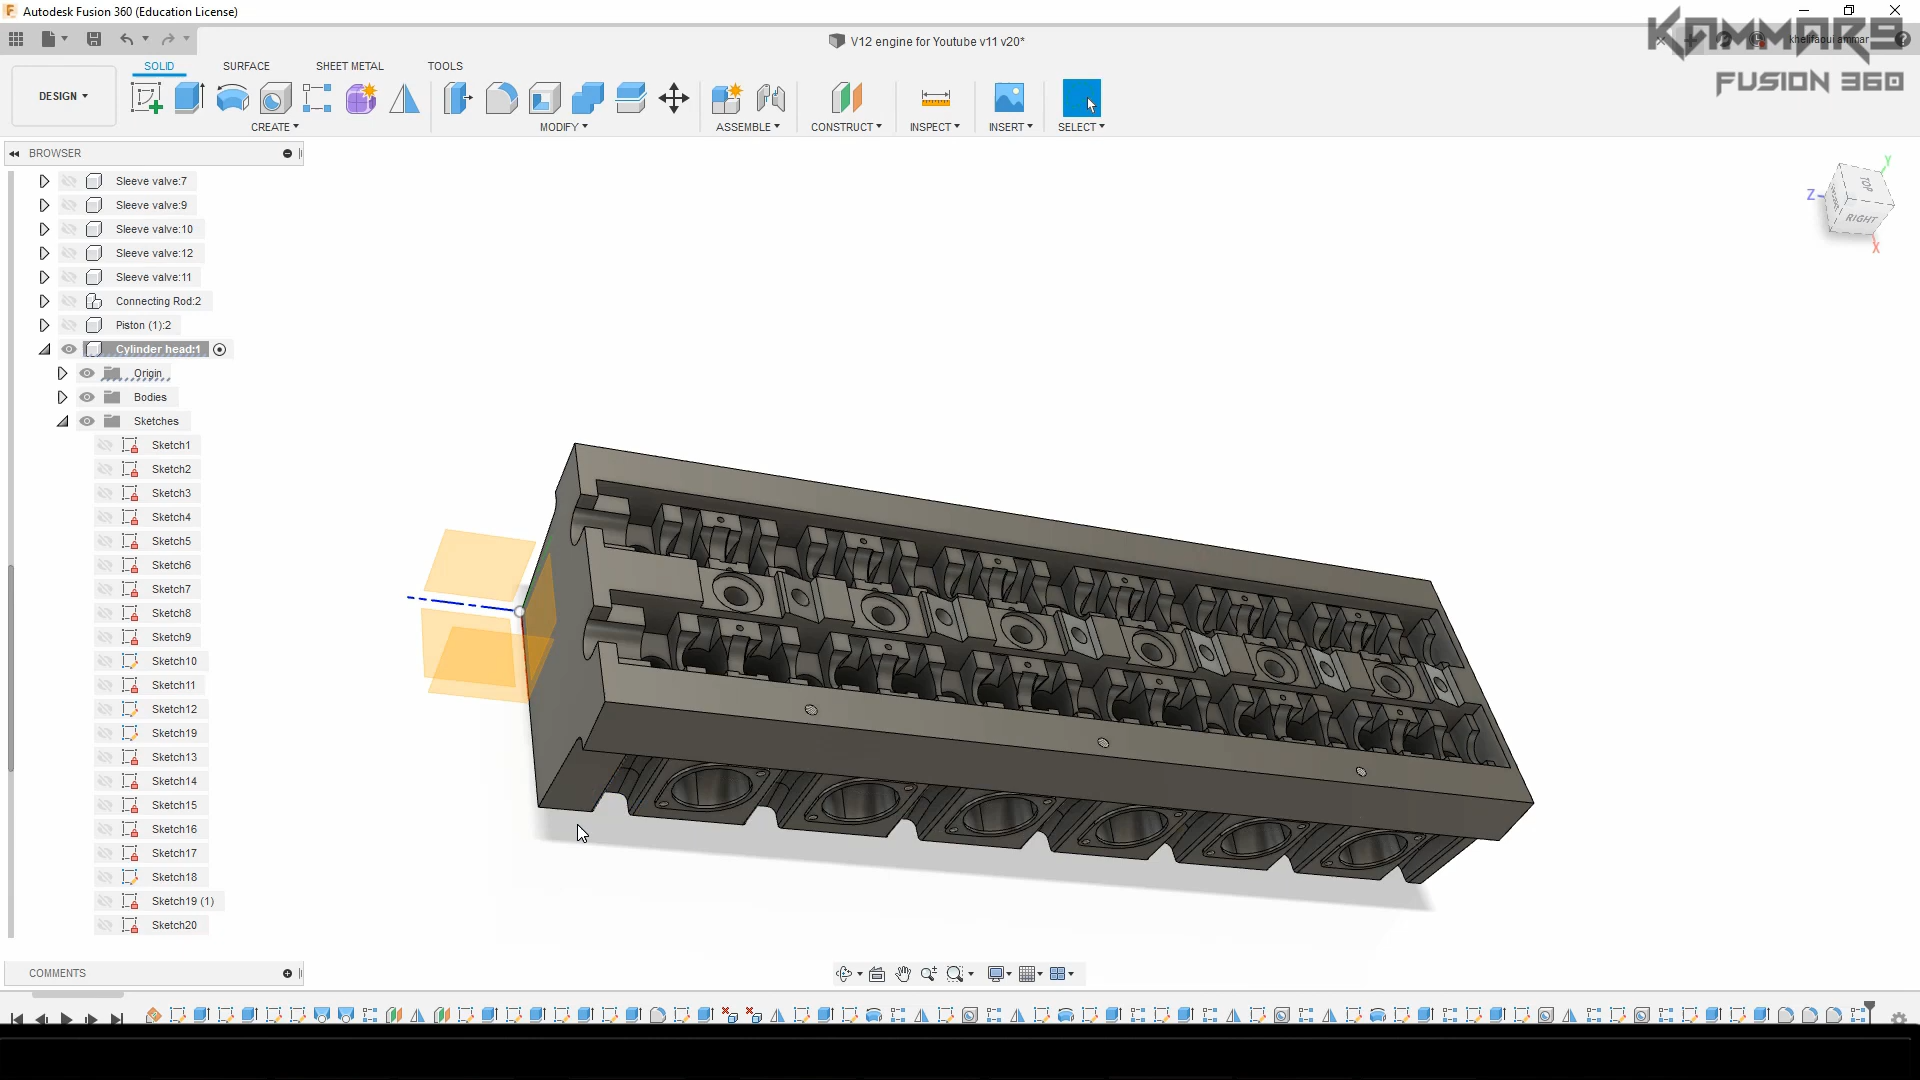 Autodesk Fusion 360 (Education License)
V12 engine for Youtube v11 v20*
khelifaoui ammar
KAMMAR9
FUSION 360
SOLID
SURFACE
SHEET METAL
TOOLS
DESIGN
CREATE
MODIFY
ASSEMBLE
CONSTRUCT
INSPECT
INSERT
SELECT
BROWSER
Sleeve valve:7
Sleeve valve:9
Sleeve valve:10
Sleeve valve:12
Sleeve valve:11
Connecting Rod:2
Piston (1):2
Cylinder head:1
Origin
Bodies
Sketches
Sketch1
Sketch2
Sketch3
Sketch4
Sketch5
Sketch6
Sketch7
Sketch8
Sketch9
Sketch10
Sketch11
Sketch12
Sketch19
Sketch13
Sketch14
Sketch15
Sketch16
Sketch17
Sketch18
Sketch19 (1)
Sketch20
Y
Z
TOP
RIGHT
X
COMMENTS